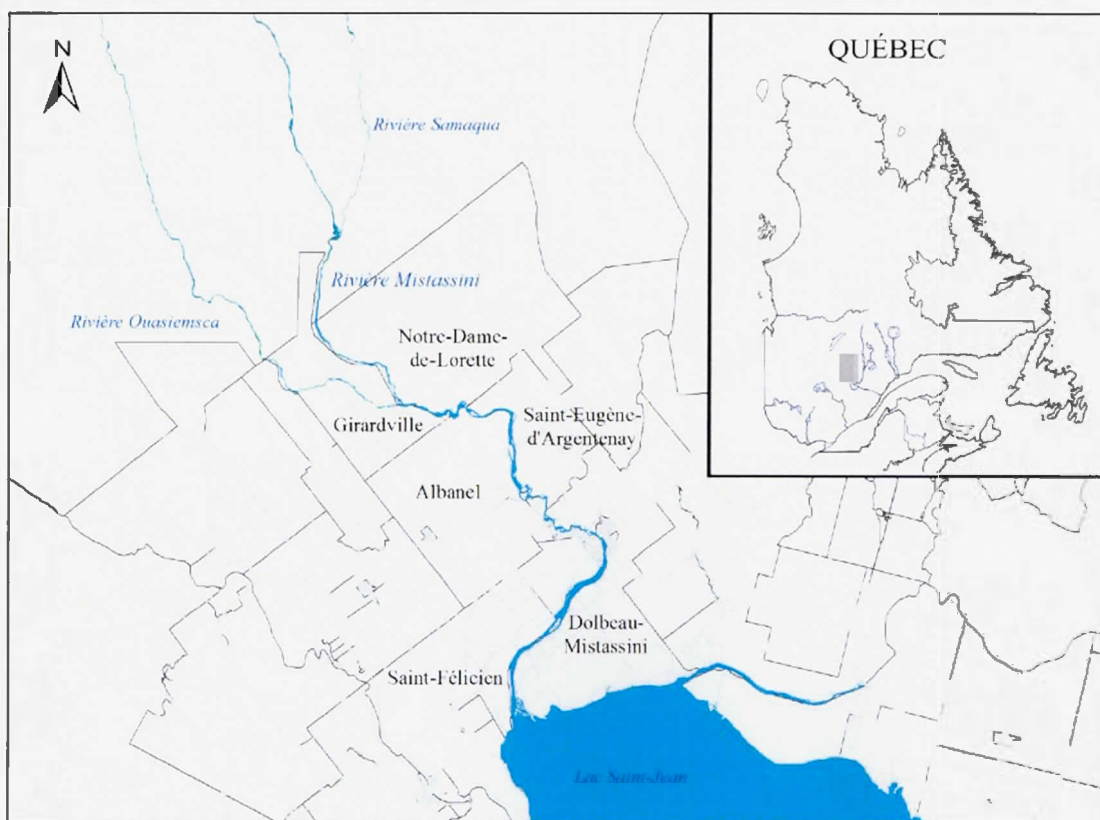 QUÉBEC
N
Rivière Samaqua
Rivière Mistassini
Rivière Ouasiemsca
Notre-Dame-
de-Lorette
Girardville
Saint-Eugène-
d'Argentenay
Albanel
Dolbeau-
Mistassini
Saint-Félicien
Lac Saint-Jean